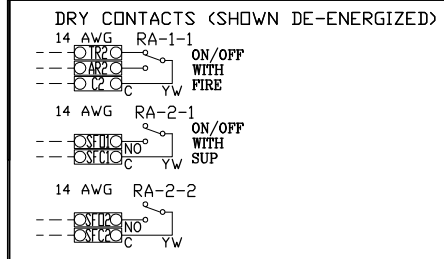 DRY CONTACTS (SHOWN DE-ENERGIZED)
14 AWG RA-1-1
TR2
AR2
C2
C YW
ON/OFF
WITH
FIRE
14 AWG RA-2-1
SFO1 NO
SFC1
C YW
ON/OFF
WITH
SUP
14 AWG RA-2-2
SFO2 NO
SFC2
C YW